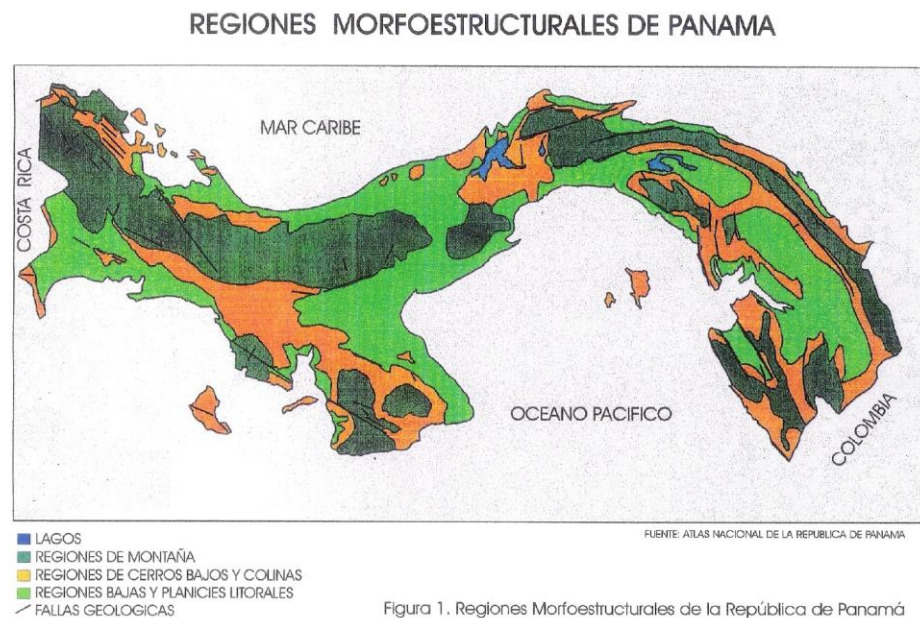 REGIONES MORFOESTRUCTURALES DE PANAMA
MAR CARIBE
COSTA RICA
OCEANO PACIFICO
COLOMBIA
FUENTE: ATLAS NACIONAL DE LA REPUBLICA DE PANAMA
LAGOS
REGIONES DE MONTAÑA
REGIONES DE CERROS BAJOS Y COLINAS
REGIONES BAJAS Y PLANICIES LITORALES
FALLAS GEOLOGICAS
Figura 1. Regiones Morfoestructurales de la República de Panamá